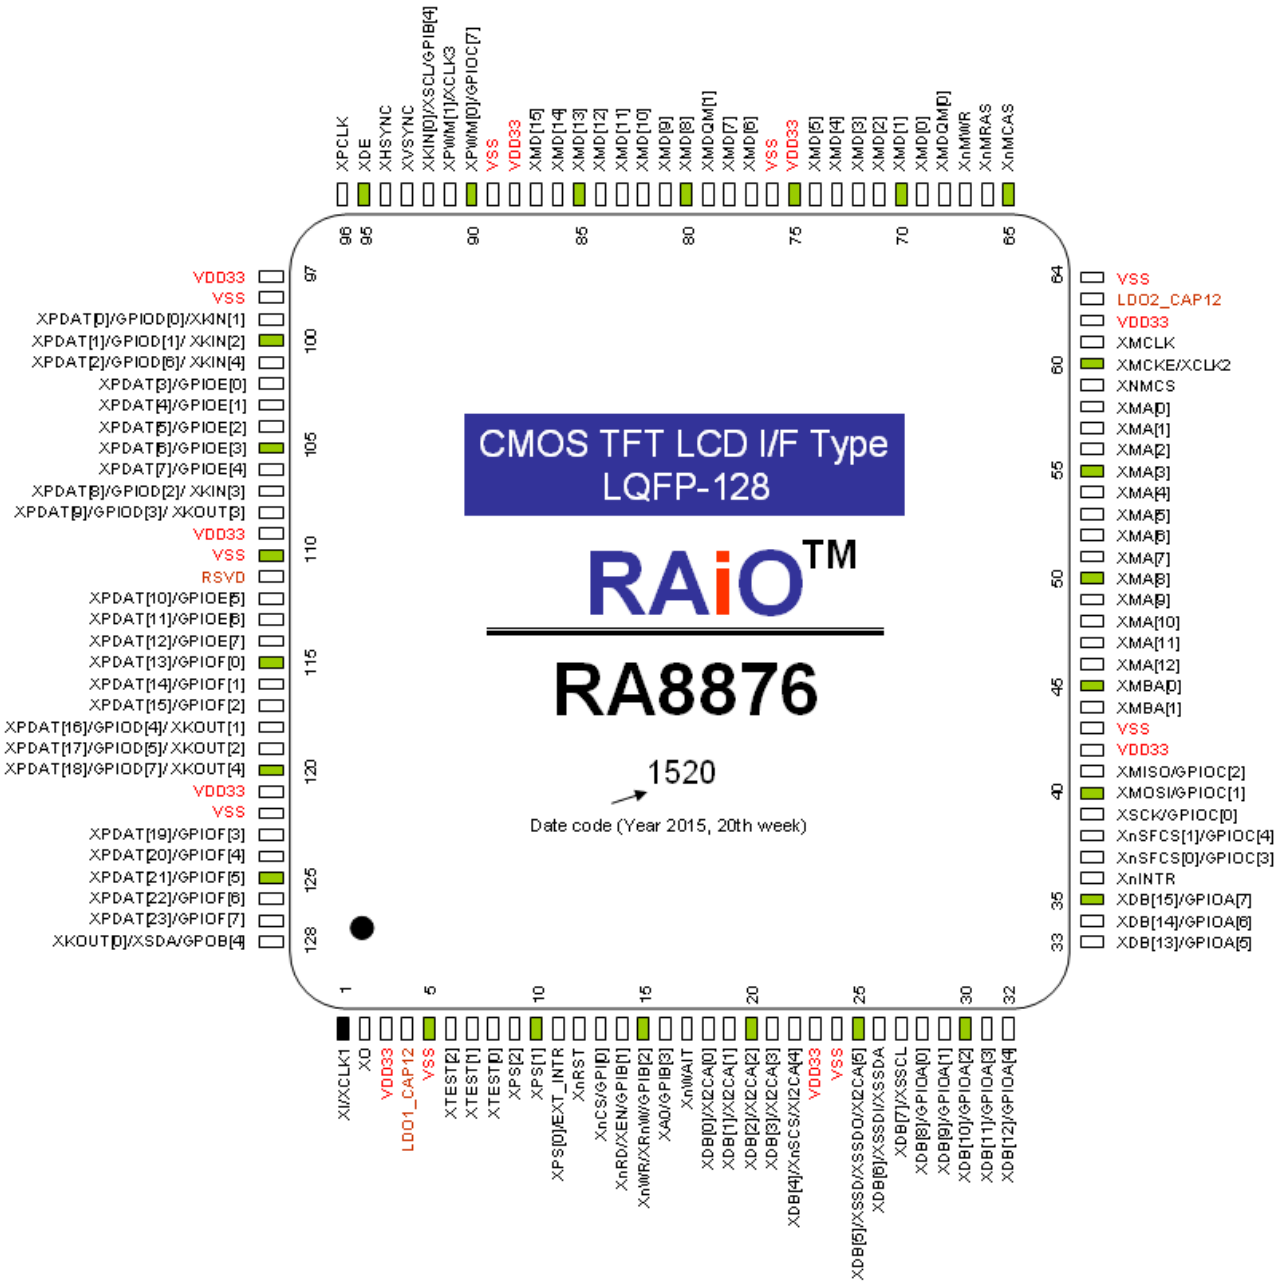 XPCLK
XDE
XHSYNC
XVSYNC
XKIN[0]/XSCL/GPIB[4]
XPWM[1]/XCLK3
XPWM[0]/GPIOC[7]
VSS
VDD33
XMD[15]
XMD[14]
XMD[13]
XMD[12]
XMD[11]
XMD[10]
XMD[9]
XMD[8]
XMDQM[1]
XMD[7]
XMD[6]
VSS
VDD33
XMD[5]
XMD[4]
XMD[3]
XMD[2]
XMD[1]
XMD[0]
XMDQM[0]
XnMWR
XnMRAS
XnMCAS
96
95
90
85
80
75
70
65
VDD33
VSS
XPDAT[0]/GPIOD[0]/XKIN[1]
XPDAT[1]/GPIOD[1]/ XKIN[2]
XPDAT[2]/GPIOD[6]/ XKIN[4]
XPDAT[3]/GPIOE[0]
XPDAT[4]/GPIOE[1]
XPDAT[5]/GPIOE[2]
XPDAT[6]/GPIOE[3]
XPDAT[7]/GPIOE[4]
XPDAT[8]/GPIOD[2]/ XKIN[3]
XPDAT[9]/GPIOD[3]/ XKOUT[3]
VDD33
VSS
RSVD
XPDAT[10]/GPIOE[5]
XPDAT[11]/GPIOE[6]
XPDAT[12]/GPIOE[7]
XPDAT[13]/GPIOF[0]
XPDAT[14]/GPIOF[1]
XPDAT[15]/GPIOF[2]
XPDAT[16]/GPIOD[4]/XKOUT[1]
XPDAT[17]/GPIOD[5]/ XKOUT[2]
XPDAT[18]/GPIOD[7]/ XKOUT[4]
VDD33
VSS
XPDAT[19]/GPIOF[3]
XPDAT[20]/GPIOF[4]
XPDAT[21]/GPIOF[5]
XPDAT[22]/GPIOF[6]
XPDAT[23]/GPIOF[7]
XKOUT[0]/XSDA/GPOB[4]
97
100
105
110
115
120
125
128
CMOS TFT LCD I/F Type
LQFP-128
RAiO™
RA8876
1520
Date code (Year 2015, 20th week)
64
60
55
50
45
40
35
33
VSS
LDO2_CAP12
VDD33
XMCLK
XMCKE/XCLK2
XNMCS
XMA[0]
XMA[1]
XMA[2]
XMA[3]
XMA[4]
XMA[5]
XMA[6]
XMA[7]
XMA[8]
XMA[9]
XMA[10]
XMA[11]
XMA[12]
XMBA[0]
XMBA[1]
VSS
VDD33
XMISO/GPIOC[2]
XMOSI/GPIOC[1]
XSCK/GPIOC[0]
XnSFCS[1]/GPIOC[4]
XnSFCS[0]/GPIOC[3]
XnINTR
XDB[15]/GPIOA[7]
XDB[14]/GPIOA[6]
XDB[13]/GPIOA[5]
1
5
10
15
20
25
30
32
XI/XCLK1
XO
VDD33
LDO1_CAP12
VSS
XTEST[2]
XTEST[1]
XTEST[0]
XPS[2]
XPS[1]
XPS[0]/EXT_INTR
XnRST
XnCS/GPI[0]
XnRD/XEN/GPIB[1]
XnWR/XRnW/GPIB[2]
XA0/GPIB[3]
XnWAIT
XDB[0]/XI2CA[0]
XDB[1]/XI2CA[1]
XDB[2]/XI2CA[2]
XDB[3]/XI2CA[3]
XDB[4]/XnSCS/XI2CA[4]
VDD33
VSS
XDB[5]/XSSD/XSSDO/XI2CA[5]
XDB[6]/XSSDI/XSSDA
XDB[7]/XSSCL
XDB[8]/GPIOA[0]
XDB[9]/GPIOA[1]
XDB[10]/GPIOA[2]
XDB[11]/GPIOA[3]
XDB[12]/GPIOA[4]